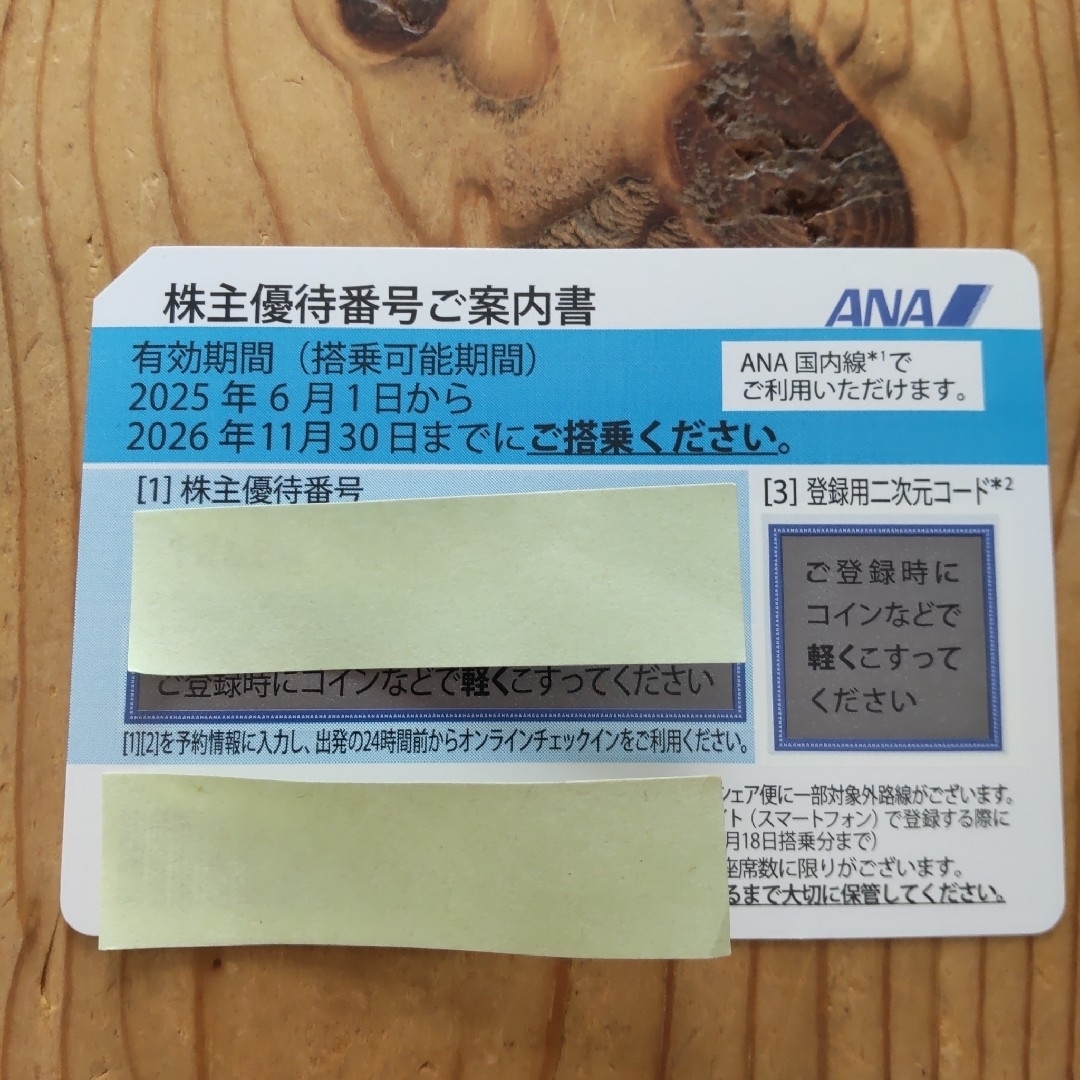 株主優待番号ご案内書
ANA
有効期間（搭乗可能期間）
2025年6月1日から
2026年11月30日までにご搭乗ください。
ANA国内線*1で
ご利用いただけます。
[1] 株主優待番号
ご登録時にコインなどで軽くこすってください
[1][2]を予約情報に入力し、出発の24時間前からオンラインチェックインをご利用ください。
[3] 登録用二次元コード*2
ご登録時に
コインなどで
軽くこすって
ください
シェア便に一部対象外路線がございます。
イト（スマートフォン）で登録する際に
月18日搭乗分まで）
座席数に限りがございます。
るまで大切に保管してください。